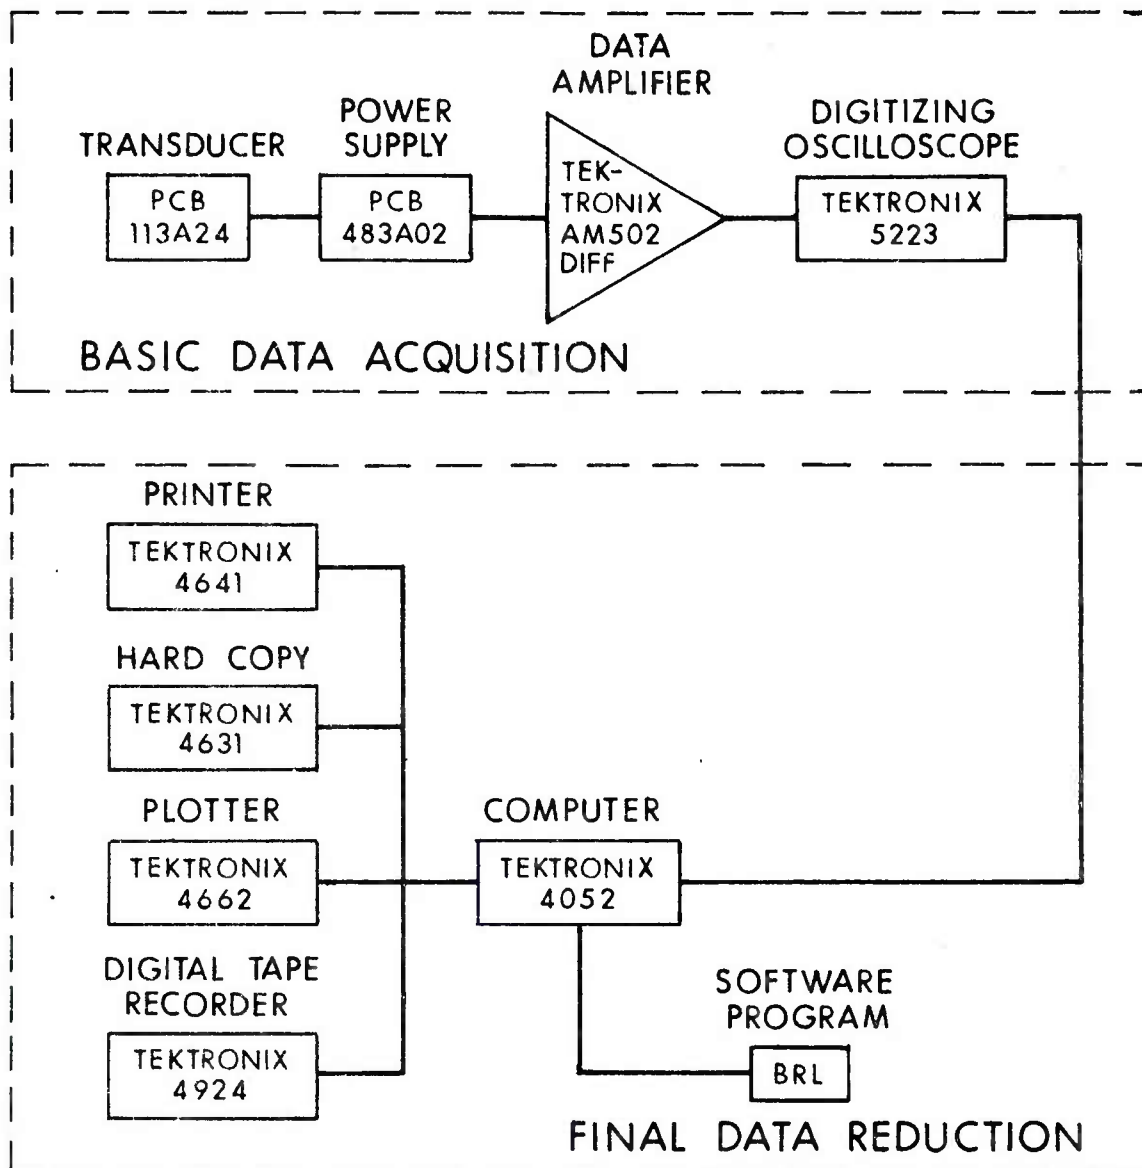 DATA
AMPLIFIER
POWER
SUPPLY
DIGITIZING
OSCILLOSCOPE
TRANSDUCER
PCB
113A24
PCB
483A02
TEK-
TRONIX
AM502
DIFF
TEKTRONIX
5223
BASIC DATA ACQUISITION
PRINTER
TEKTRONIX
4641
HARD COPY
TEKTRONIX
4631
PLOTTER
TEKTRONIX
4662
COMPUTER
TEKTRONIX
4052
DIGITAL TAPE
RECORDER
TEKTRONIX
4924
SOFTWARE
PROGRAM
BRL
FINAL DATA REDUCTION